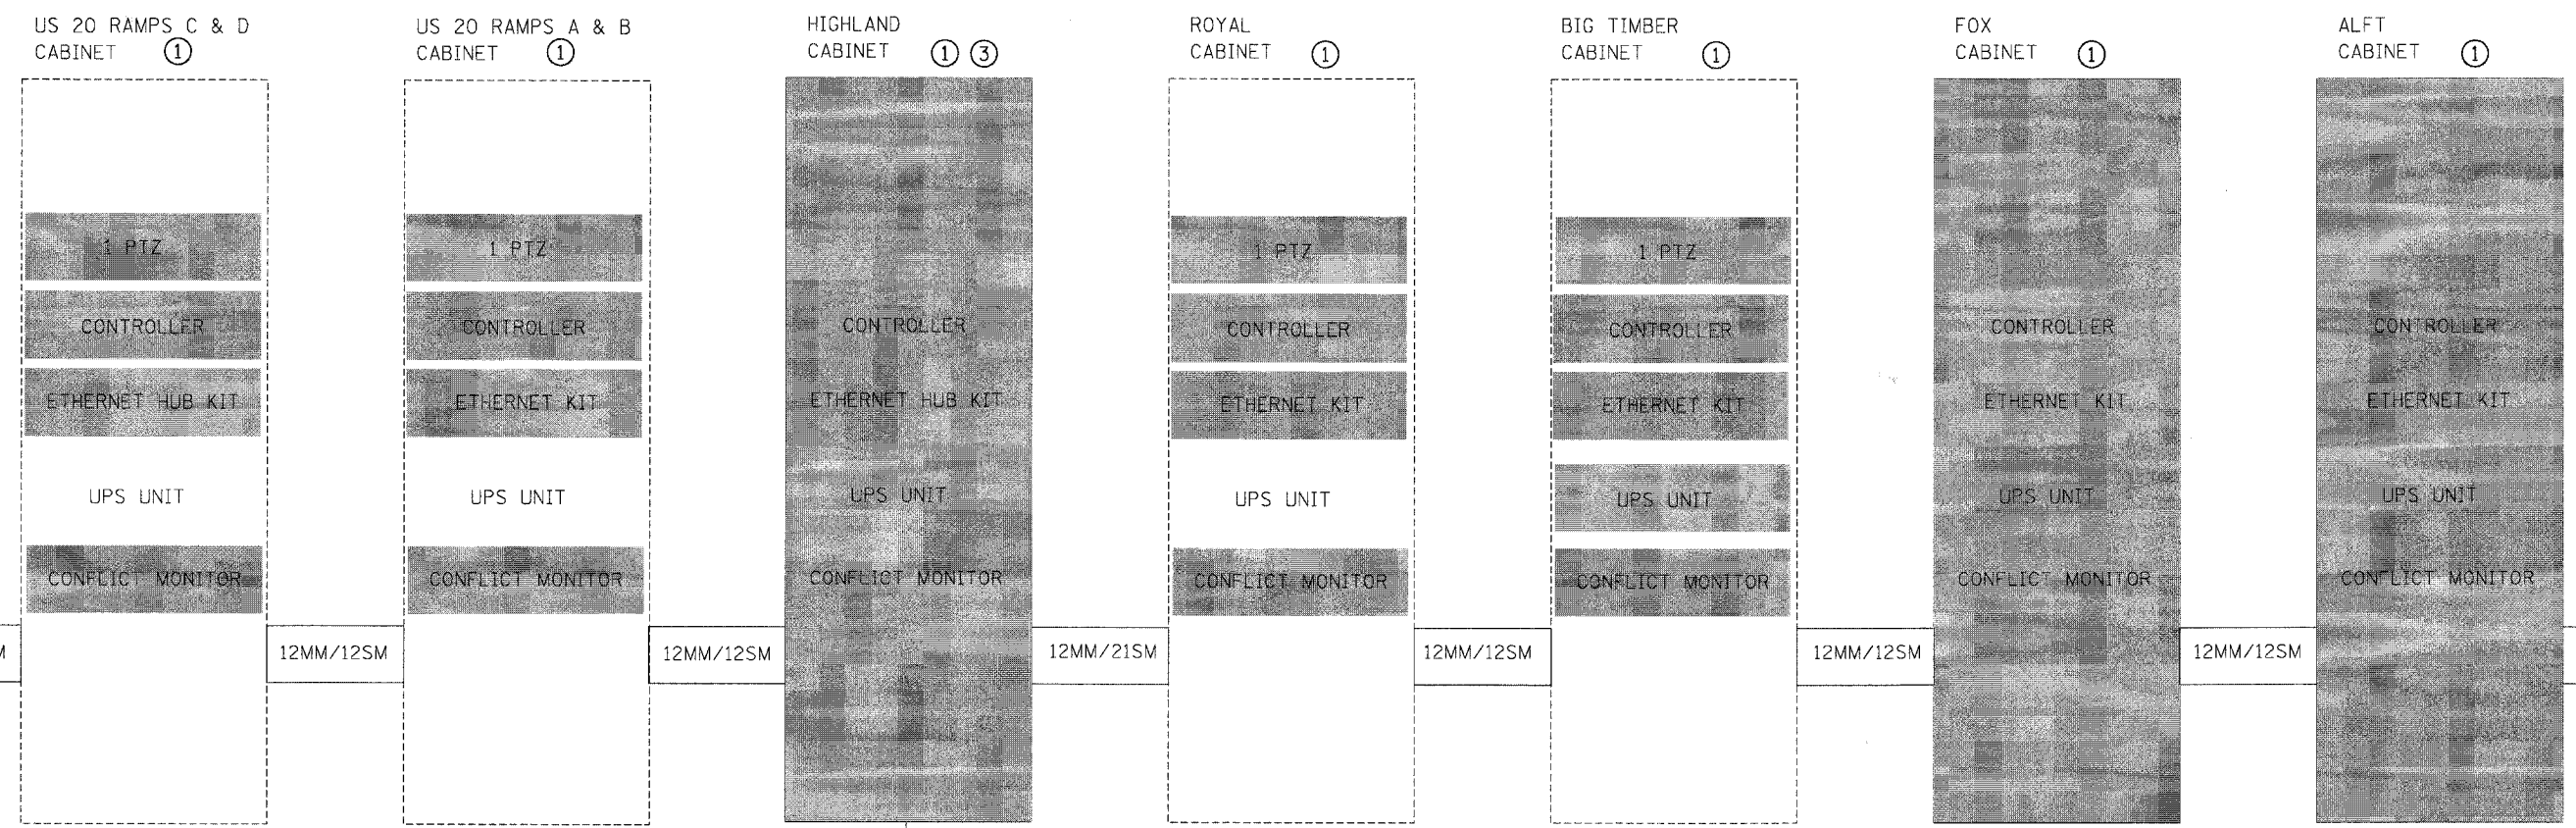 US 20 RAMPS C & D
CABINET ①
1 PTZ
CONTROLLER
ETHERNET HUB KIT
UPS UNIT
CONFLICT MONITOR
12MM/12SM
US 20 RAMPS A & B
CABINET ①
1 PTZ
CONTROLLER
ETHERNET KIT
UPS UNIT
CONFLICT MONITOR
12MM/12SM
HIGHLAND
CABINET ① ③
CONTROLLER
ETHERNET HUB KIT
UPS UNIT
CONFLICT MONITOR
12MM/21SM
ROYAL
CABINET ①
1 PTZ
CONTROLLER
ETHERNET KIT
UPS UNIT
CONFLICT MONITOR
12MM/12SM
BIG TIMBER
CABINET ①
1 PTZ
CONTROLLER
ETHERNET KIT
UPS UNIT
CONFLICT MONITOR
12MM/12SM
FOX
CABINET ①
CONTROLLER
ETHERNET KIT
UPS UNIT
CONFLICT MONITOR
12MM/12SM
ALFT
CABINET ①
CONTROLLER
ETHERNET KIT
UPS UNIT
CONFLICT MONITOR